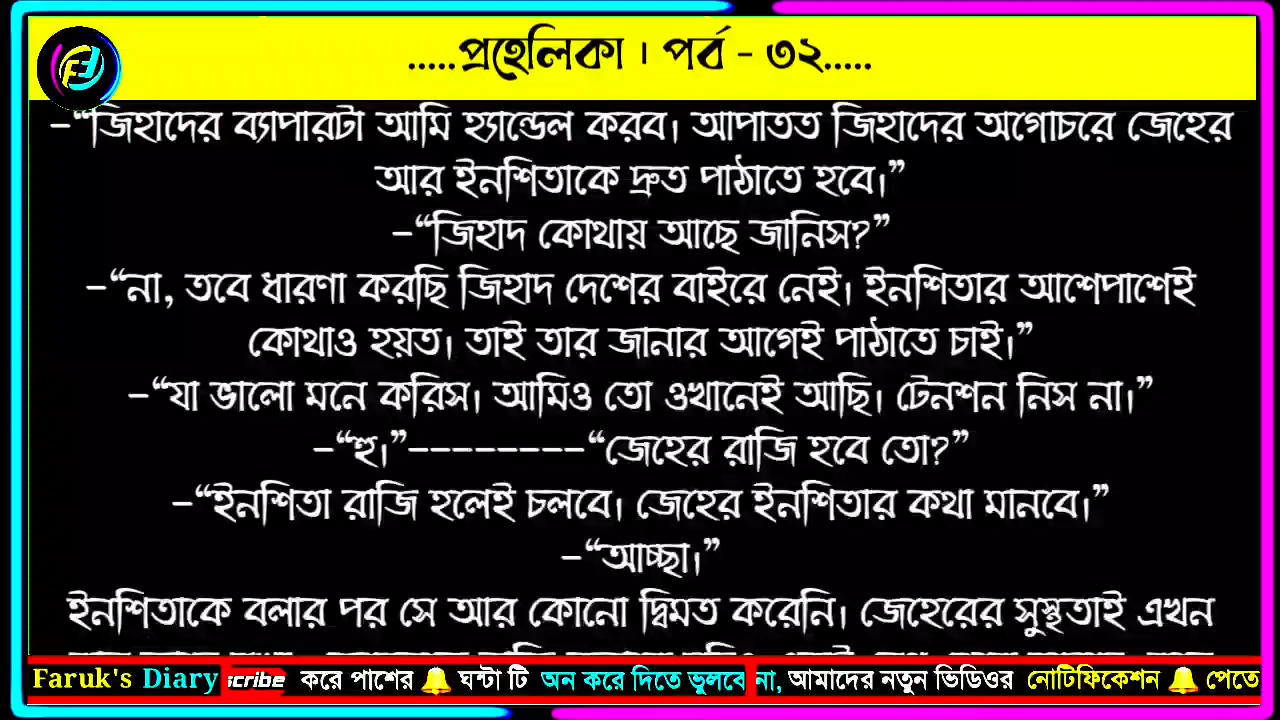 .....প্রহেলিকা । পর্ব - ৩২.....
–“জিহাদের ব্যাপারটা আমি হ্যান্ডেল করব। আপাতত জিহাদের অগোচরে জেহের
আর ইনশিতাকে দ্রুত পাঠাতে হবে।”
–“জিহাদ কোথায় আছে জানিস?”
–“না, তবে ধারণা করছি জিহাদ দেশের বাইরে নেই। ইনশিতার আশেপাশেই
কোথাও হয়ত। তাই তার জানার আগেই পাঠাতে চাই।”
–“যা ভালো মনে করিস। আমিও তো ওখানেই আছি। টেনশন নিস না।”
–“হু।”--------“জেহের রাজি হবে তো?”
–“ইনশিতা রাজি হলেই চলবে। জেহের ইনশিতার কথা মানবে।”
–“আচ্ছা।”
ইনশিতাকে বলার পর সে আর কোনো দ্বিমত করেনি। জেহেরের সুস্থতাই এখন
Faruk's Diary cribe করে পাশের 🔔 ঘন্টা টি অন করে দিতে ভুলবেন না, আমাদের নতুন ভিডিওর নোটিফিকেশন 🔔 পেতে